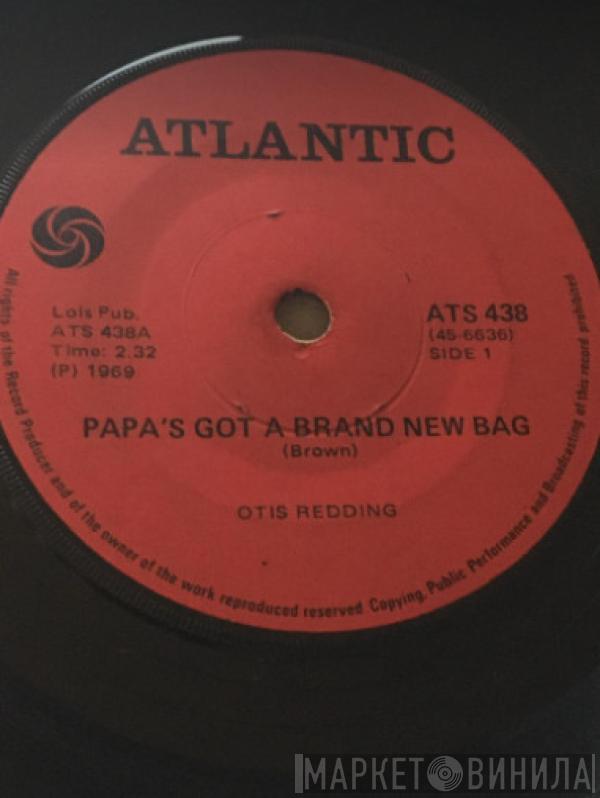 ATLANTIC
Lois Pub.
ATS 438A
Time: 2.32
(P) 1969
ATS 438
(45-6636)
SIDE 1
PAPA'S GOT A BRAND NEW BAG
(Brown)
OTIS REDDING
All rights of the Record Producer and of the owner of the work reproduced reserved. Copying, Public Performance and Broadcasting of this record prohibited
МАРКЕТ ВИНИЛА